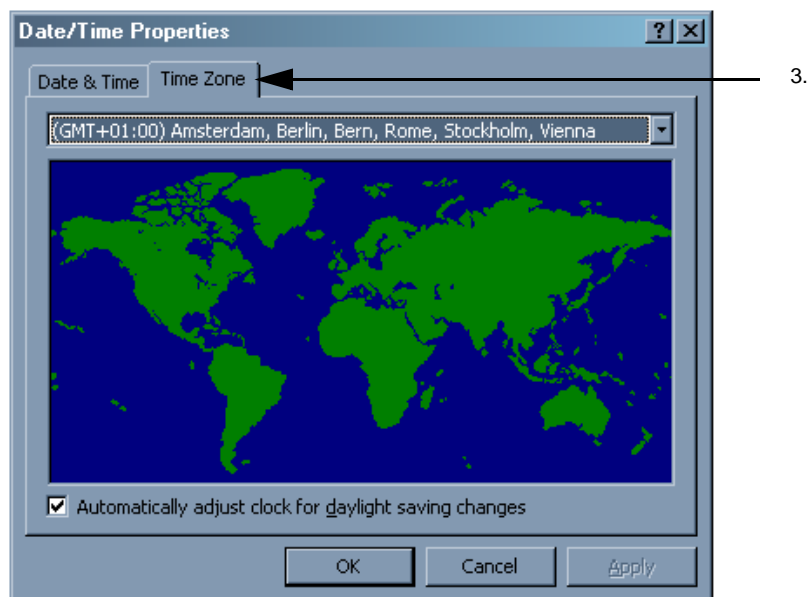 Date/Time Properties
Date & Time
Time Zone
3.
(GMT+01:00) Amsterdam, Berlin, Bern, Rome, Stockholm, Vienna
Automatically adjust clock for daylight saving changes
OK
Cancel
Apply